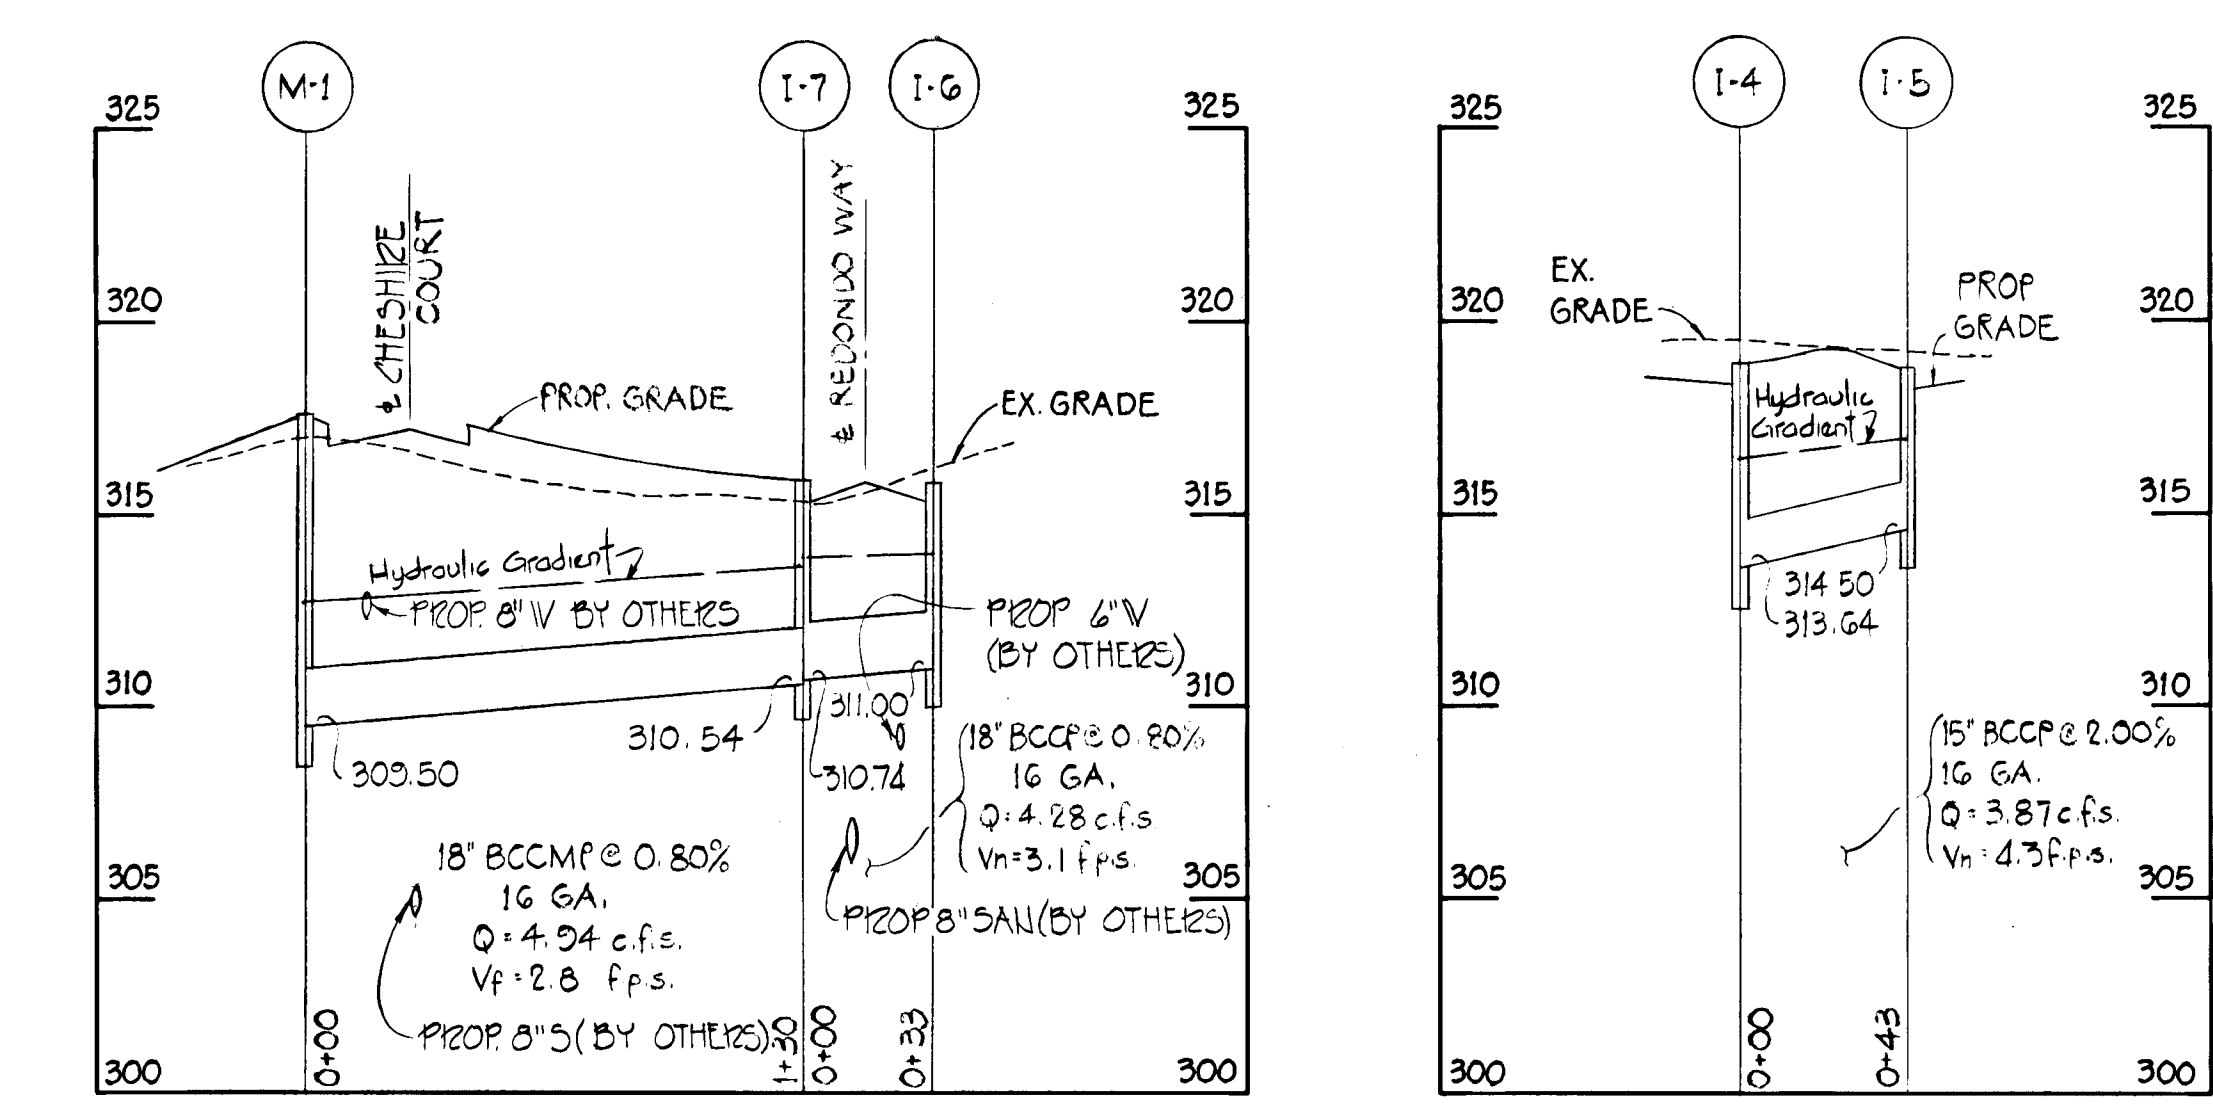 M-1
I-7
I-6
325
325
320
320
315
315
310
310
305
305
300
300
℄ CHESHIRE
COURT
℄ REDONDO WAY
PROP. GRADE
EX. GRADE
Hydraulic Gradient
PROP. 8" W BY OTHERS
PROP 6" W
(BY OTHERS)
309.50
310.54
311.00
310.74
18" BCCMP @ 0.80%
16 GA.
Q = 4.94 c.f.s.
Vf = 2.8 f.p.s.
PROP. 8" S (BY OTHERS)
18" BCCP @ 0.80%
16 GA.
Q = 4.28 c.f.s.
Vn = 3.1 f.p.s.
PROP 8" SAN (BY OTHERS)
0+00
1+30
0+00
0+33
I-4
I-5
325
325
320
320
315
315
310
310
305
305
300
300
EX.
GRADE
PROP
GRADE
Hydraulic
Gradient
314.50
313.64
15" BCCP @ 2.00%
16 GA.
Q = 3.87 c.f.s.
Vn = 4.3 f.p.s.
0+00
0+43